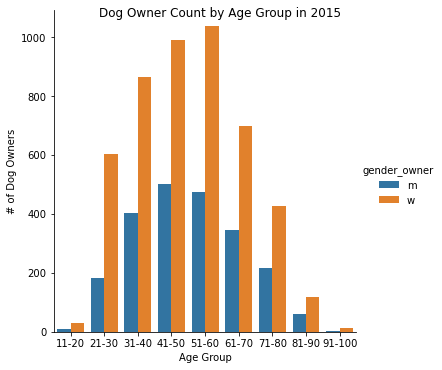 Dog Owner Count by Age Group in 2015
# of Dog Owners
1000
800
600
400
200
0
11-20 21-30 31-40 41-50 51-60 61-70 71-80 81-90 91-100
Age Group
gender_owner
m
w